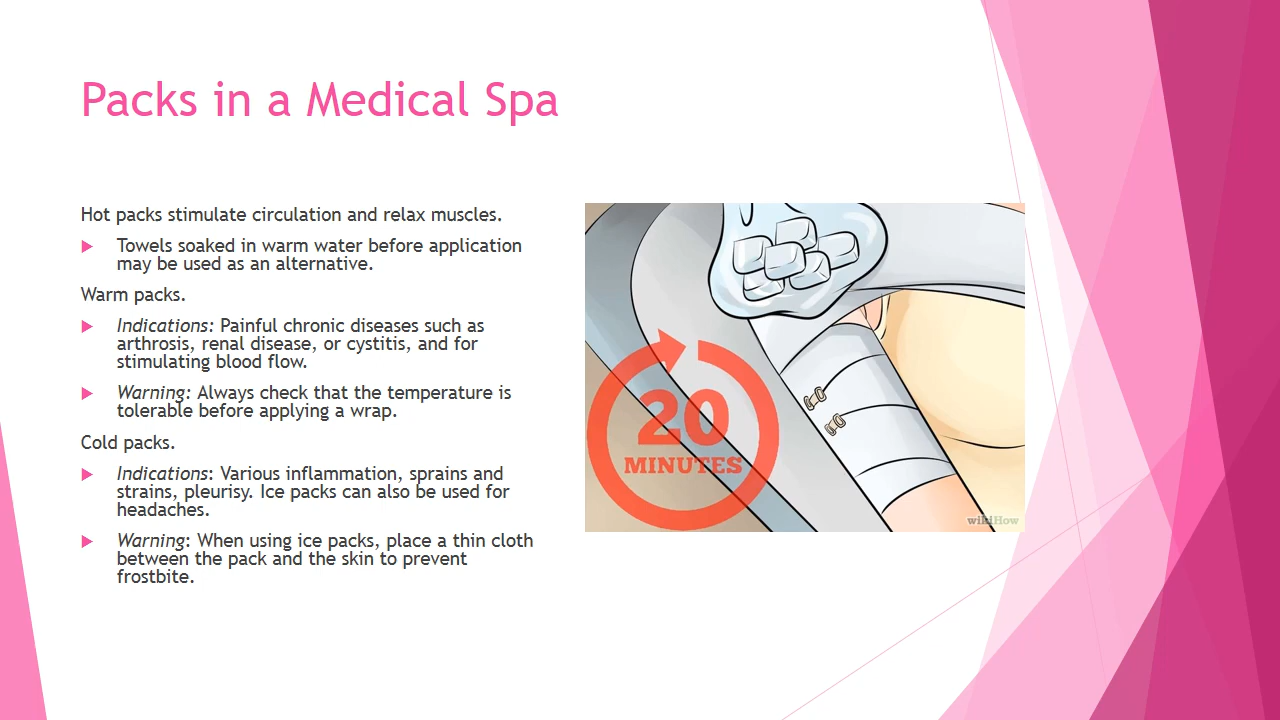 Packs in a Medical Spa
Hot packs stimulate circulation and relax muscles.
Towels soaked in warm water before application
may be used as an alternative.
Warm packs.
Indications: Painful chronic diseases such as
arthrosis, renal disease, or cystitis, and for
stimulating blood flow.
Warning: Always check that the temperature is
tolerable before applying a wrap.
Cold packs.
Indications: Various inflammation, sprains and
strains, pleurisy. Ice packs can also be used for
headaches.
Warning: When using ice packs, place a thin cloth
between the pack and the skin to prevent
frostbite.
20
MINUTES
wikiHow